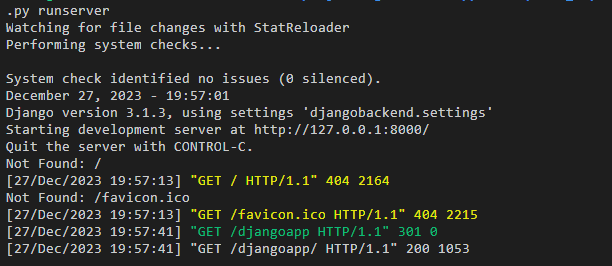 .py runserver
Watching for file changes with StatReloader
Performing system checks...
System check identified no issues (0 silenced).
December 27, 2023 - 19:57:01
Django version 3.1.3, using settings 'djangobackend.settings'
Starting development server at http://127.0.0.1:8000/
Quit the server with CONTROL-C.
Not Found: /
[27/Dec/2023 19:57:13] "GET / HTTP/1.1" 404 2164
Not Found: /favicon.ico
[27/Dec/2023 19:57:13] "GET /favicon.ico HTTP/1.1" 404 2215
[27/Dec/2023 19:57:41] "GET /djangoapp HTTP/1.1" 301 0
[27/Dec/2023 19:57:41] "GET /djangoapp/ HTTP/1.1" 200 1053